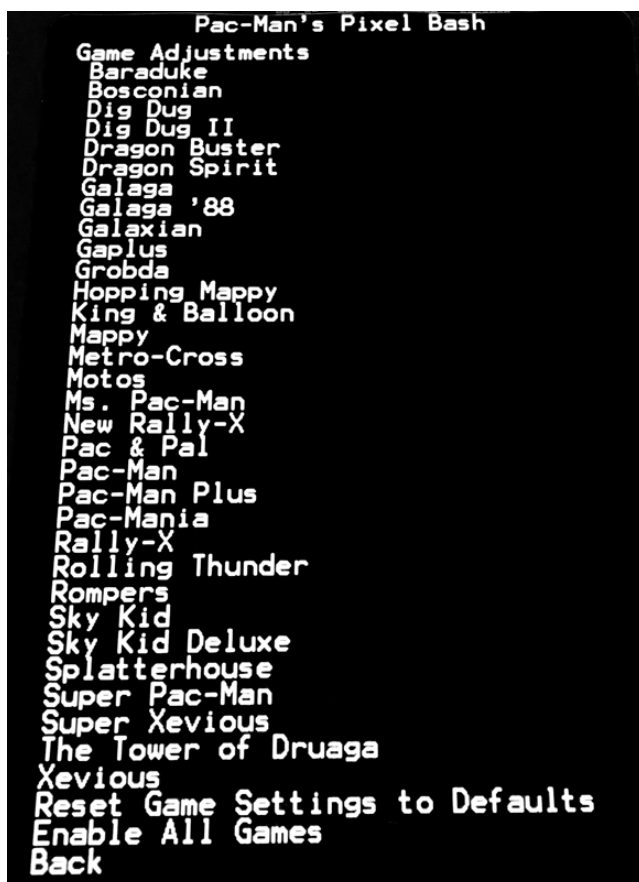 Pac-Man's Pixel Bash
Game Adjustments
Baraduke
Bosconian
Dig Dug
Dig Dug II
Dragon Buster
Dragon Spirit
Galaga
Galaga '88
Galaxian
Gaplus
Grobda
Hopping Mappy
King & Balloon
Mappy
Metro-Cross
Motos
Ms. Pac-Man
New Rally-X
Pac & Pal
Pac-Man
Pac-Man Plus
Pac-Mania
Rally-X
Rolling Thunder
Rompers
Sky Kid
Sky Kid Deluxe
Splatterhouse
Super Pac-Man
Super Xevious
The Tower of Druaga
Xevious
Reset Game Settings to Defaults
Enable All Games
Back